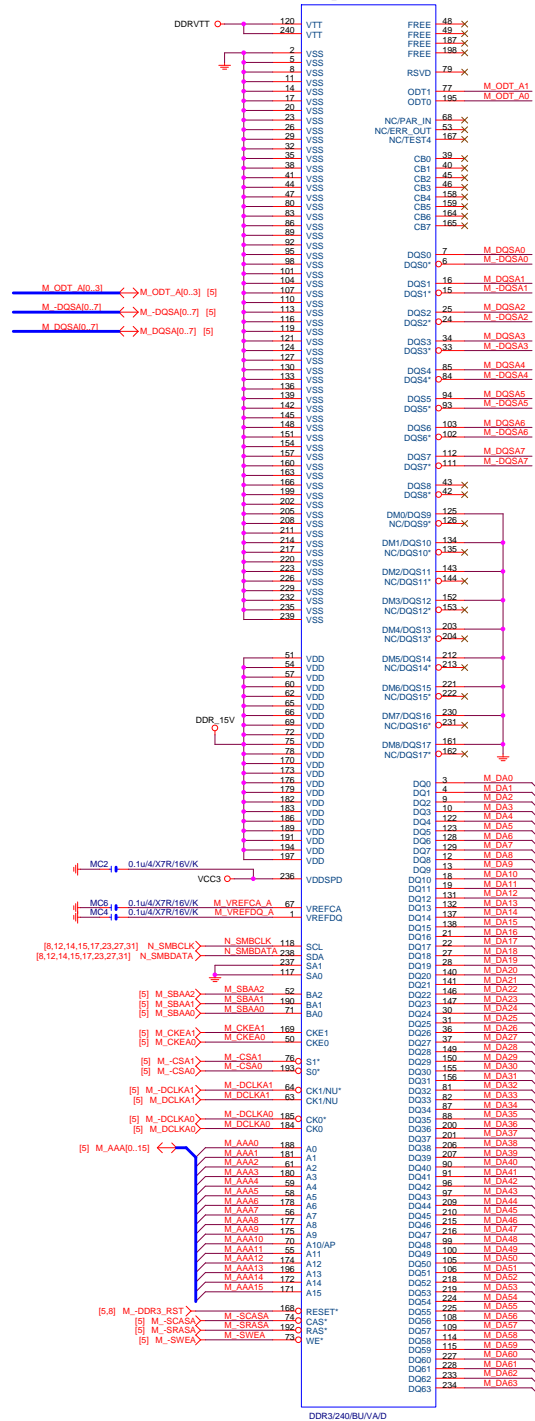 DDRVTT 120 VTT
240 VTT
2 VSS
5 VSS
8 VSS
11 VSS
14 VSS
17 VSS
20 VSS
23 VSS
26 VSS
29 VSS
32 VSS
35 VSS
38 VSS
41 VSS
44 VSS
47 VSS
80 VSS
83 VSS
86 VSS
89 VSS
92 VSS
95 VSS
98 VSS
101 VSS
104 VSS
107 VSS
110 VSS
113 VSS
116 VSS
119 VSS
121 VSS
124 VSS
127 VSS
130 VSS
133 VSS
136 VSS
139 VSS
142 VSS
145 VSS
148 VSS
151 VSS
154 VSS
157 VSS
160 VSS
163 VSS
166 VSS
199 VSS
202 VSS
205 VSS
208 VSS
211 VSS
214 VSS
217 VSS
220 VSS
223 VSS
226 VSS
229 VSS
232 VSS
235 VSS
239 VSS
M_ODT_A[0..3] M_ODT_A[0..3] [5]
M_-DQSA[0..7] M_-DQSA[0..7] [5]
M_DQSA[0..7] M_DQSA[0..7] [5]
DDR_15V
51 VDD
54 VDD
57 VDD
60 VDD
62 VDD
65 VDD
66 VDD
69 VDD
72 VDD
75 VDD
78 VDD
170 VDD
173 VDD
176 VDD
179 VDD
182 VDD
183 VDD
186 VDD
189 VDD
191 VDD
194 VDD
197 VDD
MC2 0.1u/4/X7R/16V/K
VCC3 236 VDDSPD
MC6 0.1u/4/X7R/16V/K M_VREFCA_A 67 VREFCA
MC4 0.1u/4/X7R/16V/K M_VREFDQ_A 1 VREFDQ
[8,12,14,15,17,23,27,31] N_SMBCLK N_SMBCLK 118 SCL
[8,12,14,15,17,23,27,31] N_SMBDATA N_SMBDATA 238 SDA
237 SA1
117 SA0
[5] M_SBAA2 M_SBAA2 52 BA2
[5] M_SBAA1 M_SBAA1 190 BA1
[5] M_SBAA0 M_SBAA0 71 BA0
[5] M_CKEA1 M_CKEA1 169 CKE1
[5] M_CKEA0 M_CKEA0 50 CKE0
[5] M_-CSA1 M_-CSA1 76 S1*
[5] M_-CSA0 M_-CSA0 193 S0*
[5] M_-DCLKA1 M_-DCLKA1 64 CK1/NU*
[5] M_DCLKA1 M_DCLKA1 63 CK1/NU
[5] M_-DCLKA0 M_-DCLKA0 185 CK0*
[5] M_DCLKA0 M_DCLKA0 184 CK0
[5] M_AAA[0..15]
M_AAA0 188 A0
M_AAA1 181 A1
M_AAA2 61 A2
M_AAA3 180 A3
M_AAA4 59 A4
M_AAA5 58 A5
M_AAA6 178 A6
M_AAA7 56 A7
M_AAA8 177 A8
M_AAA9 175 A9
M_AAA10 70 A10/AP
M_AAA11 55 A11
M_AAA12 174 A12
M_AAA13 196 A13
M_AAA14 172 A14
M_AAA15 171 A15
[5,8] M_-DDR3_RST 168 RESET*
[5] M_-SCASA M_-SCASA 74 CAS*
[5] M_-SRASA M_-SRASA 192 RAS*
[5] M_-SWEA M_-SWEA 73 WE*
FREE 48
FREE 49
FREE 187
FREE 198
RSVD 79
ODT1 77 M_ODT_A1
ODT0 195 M_ODT_A0
NC/PAR_IN 68
NC/ERR_OUT 53
NC/TEST4 167
CB0 39
CB1 40
CB2 45
CB3 46
CB4 158
CB5 159
CB6 164
CB7 165
DQS0 7 M_DQSA0
DQS0* 6 M_-DQSA0
DQS1 16 M_DQSA1
DQS1* 15 M_-DQSA1
DQS2 25 M_DQSA2
DQS2* 24 M_-DQSA2
DQS3 34 M_DQSA3
DQS3* 33 M_-DQSA3
DQS4 85 M_DQSA4
DQS4* 84 M_-DQSA4
DQS5 94 M_DQSA5
DQS5* 93 M_-DQSA5
DQS6 103 M_DQSA6
DQS6* 102 M_-DQSA6
DQS7 112 M_DQSA7
DQS7* 111 M_-DQSA7
DQS8 43
DQS8* 42
DM0/DQS9 125
NC/DQS9* 126
DM1/DQS10 134
NC/DQS10* 135
DM2/DQS11 143
NC/DQS11* 144
DM3/DQS12 152
NC/DQS12* 153
DM4/DQS13 203
NC/DQS13* 204
DM5/DQS14 212
NC/DQS14* 213
DM6/DQS15 221
NC/DQS15* 222
DM7/DQS16 230
NC/DQS16* 231
DM8/DQS17 161
NC/DQS17* 162
DQ0 3 M_DA0
DQ1 4 M_DA1
DQ2 9 M_DA2
DQ3 10 M_DA3
DQ4 122 M_DA4
DQ5 123 M_DA5
DQ6 128 M_DA6
DQ7 129 M_DA7
DQ8 12 M_DA8
DQ9 13 M_DA9
DQ10 18 M_DA10
DQ11 19 M_DA11
DQ12 131 M_DA12
DQ13 132 M_DA13
DQ14 137 M_DA14
DQ15 138 M_DA15
DQ16 21 M_DA16
DQ17 22 M_DA17
DQ18 27 M_DA18
DQ19 28 M_DA19
DQ20 140 M_DA20
DQ21 141 M_DA21
DQ22 146 M_DA22
DQ23 147 M_DA23
DQ24 30 M_DA24
DQ25 31 M_DA25
DQ26 36 M_DA26
DQ27 37 M_DA27
DQ28 149 M_DA28
DQ29 150 M_DA29
DQ30 155 M_DA30
DQ31 156 M_DA31
DQ32 81 M_DA32
DQ33 82 M_DA33
DQ34 87 M_DA34
DQ35 88 M_DA35
DQ36 200 M_DA36
DQ37 201 M_DA37
DQ38 206 M_DA38
DQ39 207 M_DA39
DQ40 90 M_DA40
DQ41 91 M_DA41
DQ42 96 M_DA42
DQ43 97 M_DA43
DQ44 209 M_DA44
DQ45 210 M_DA45
DQ46 215 M_DA46
DQ47 216 M_DA47
DQ48 99 M_DA48
DQ49 100 M_DA49
DQ50 105 M_DA50
DQ51 106 M_DA51
DQ52 218 M_DA52
DQ53 219 M_DA53
DQ54 224 M_DA54
DQ55 225 M_DA55
DQ56 108 M_DA56
DQ57 109 M_DA57
DQ58 114 M_DA58
DQ59 115 M_DA59
DQ60 227 M_DA60
DQ61 228 M_DA61
DQ62 233 M_DA62
DQ63 234 M_DA63
DDR3/240/BU/VA/D